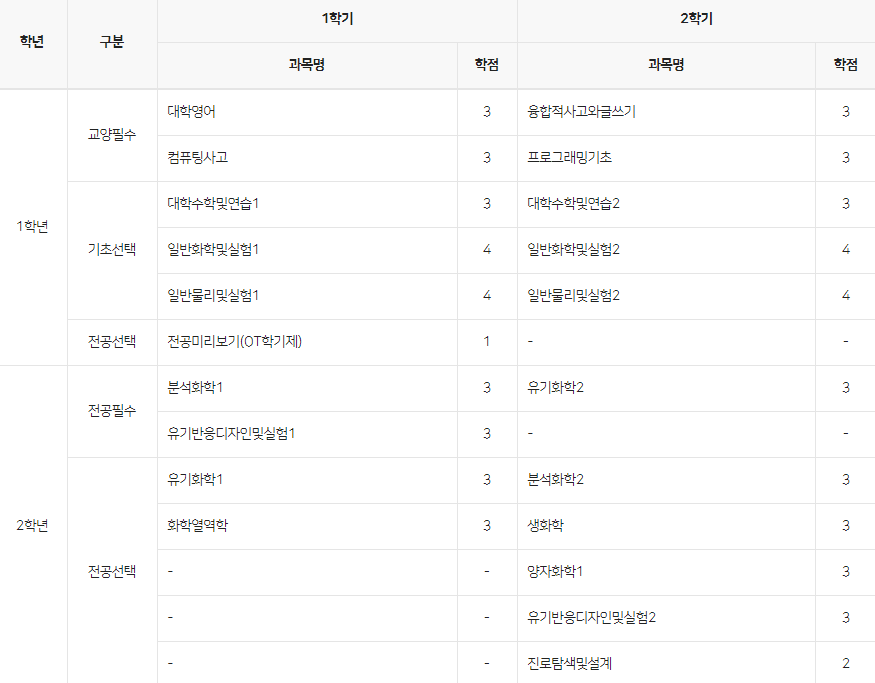 학년 구분 1학기 2학기
과목명 학점 과목명 학점
1학년 교양필수 대학영어 3 융합적사고와글쓰기 3
컴퓨팅사고 3 프로그래밍기초 3
기초선택 대학수학및연습1 3 대학수학및연습2 3
일반화학및실험1 4 일반화학및실험2 4
일반물리및실험1 4 일반물리및실험2 4
전공선택 전공미리보기(OT학기제) 1 - -
2학년 전공필수 분석화학1 3 유기화학2 3
유기반응디자인및실험1 3 - -
전공선택 유기화학1 3 분석화학2 3
화학열역학 3 생화학 3
- - 양자화학1 3
- - 유기반응디자인및실험2 3
- - 진로탐색및설계 2